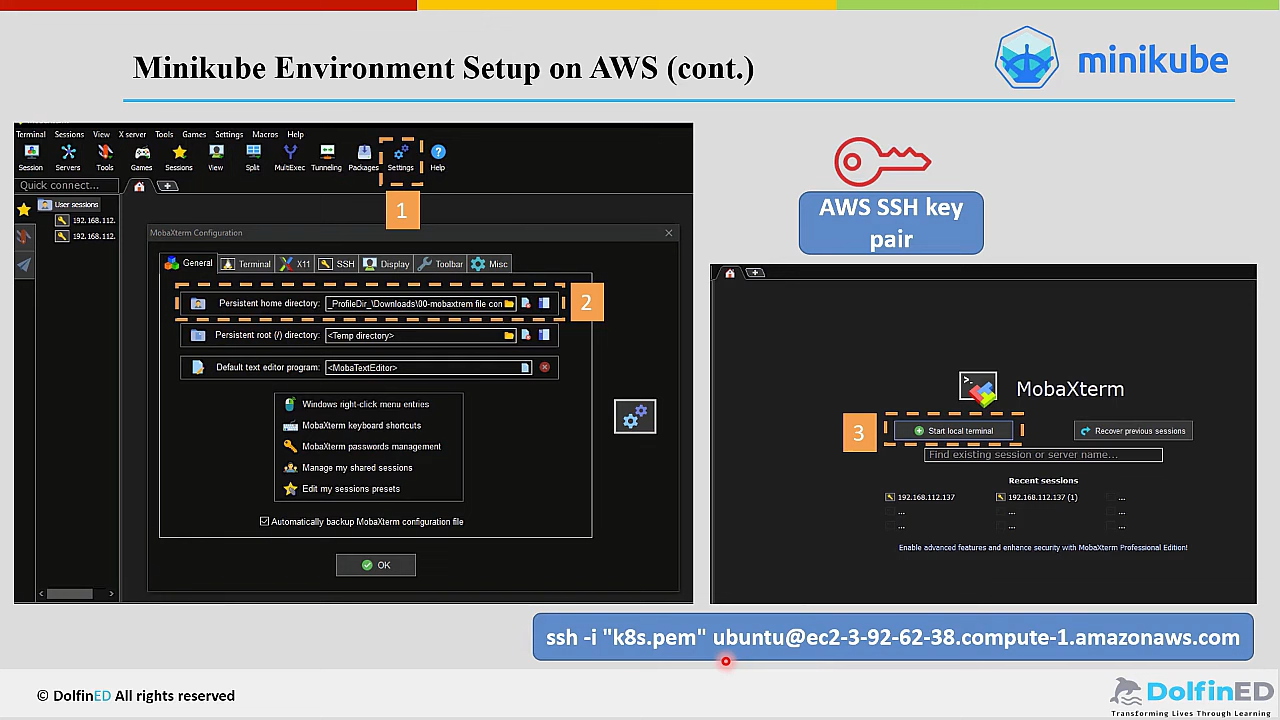 Minikube Environment Setup on AWS (cont.)
minikube
Terminal Sessions View X server Tools Games Settings Macros Help
Session Servers Tools Games Sessions View Split MultiExec Tunneling Packages Settings Help
Quick connect...
1
User sessions
192.168.112.
192.168.112.
MobaXterm Configuration
General Terminal X11 SSH Display Toolbar Misc
Persistent home directory: _ProfileDir_\Downloads\00-mobaxtrem file con
2
Persistent root (/) directory: <Temp directory>
Default text editor program: <MobaTextEditor>
Windows right-click menu entries
MobaXterm keyboard shortcuts
MobaXterm passwords management
Manage my shared sessions
Edit my sessions presets
Automatically backup MobaXterm configuration file
OK
AWS SSH key
pair
MobaXterm
3
Start local terminal
Recover previous sessions
Find existing session or server name...
Recent sessions
192.168.112.137 192.168.112.137 (1) ...
... ... ...
... ... ...
Enable advanced features and enhance security with MobaXterm Professional Edition!
ssh -i "k8s.pem" ubuntu@ec2-3-92-62-38.compute-1.amazonaws.com
© DolfinED All rights reserved
DolfinED
Transforming Lives Through Learning